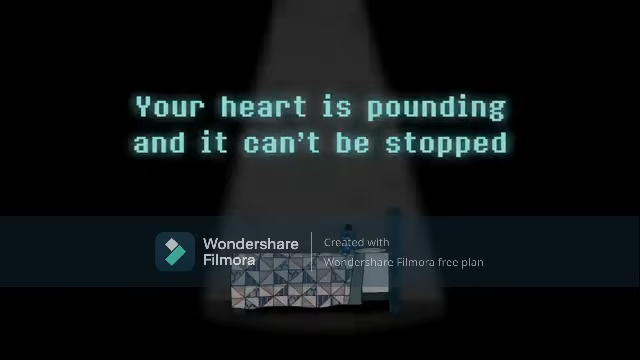 Your heart is pounding
and it can't be stopped
Wondershare
Filmora
Created with
Wondershare Filmora free plan